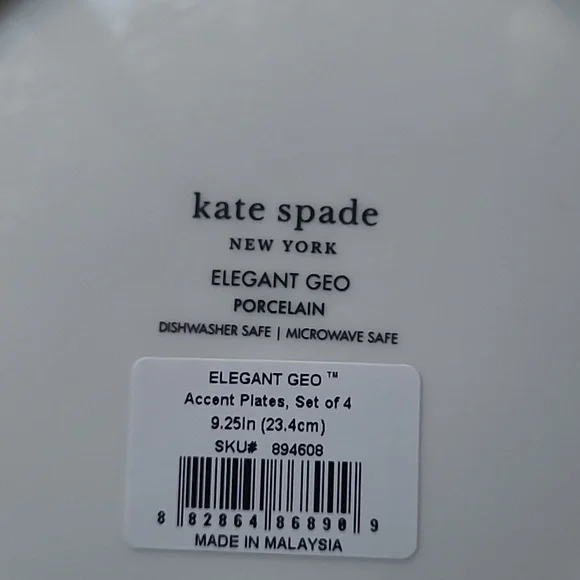 kate spade
NEW YORK
ELEGANT GEO
PORCELAIN
DISHWASHER SAFE | MICROWAVE SAFE
ELEGANT GEO ™
Accent Plates, Set of 4
9.25in (23.4cm)
SKU# 894608
8 82864 86890 9
MADE IN MALAYSIA